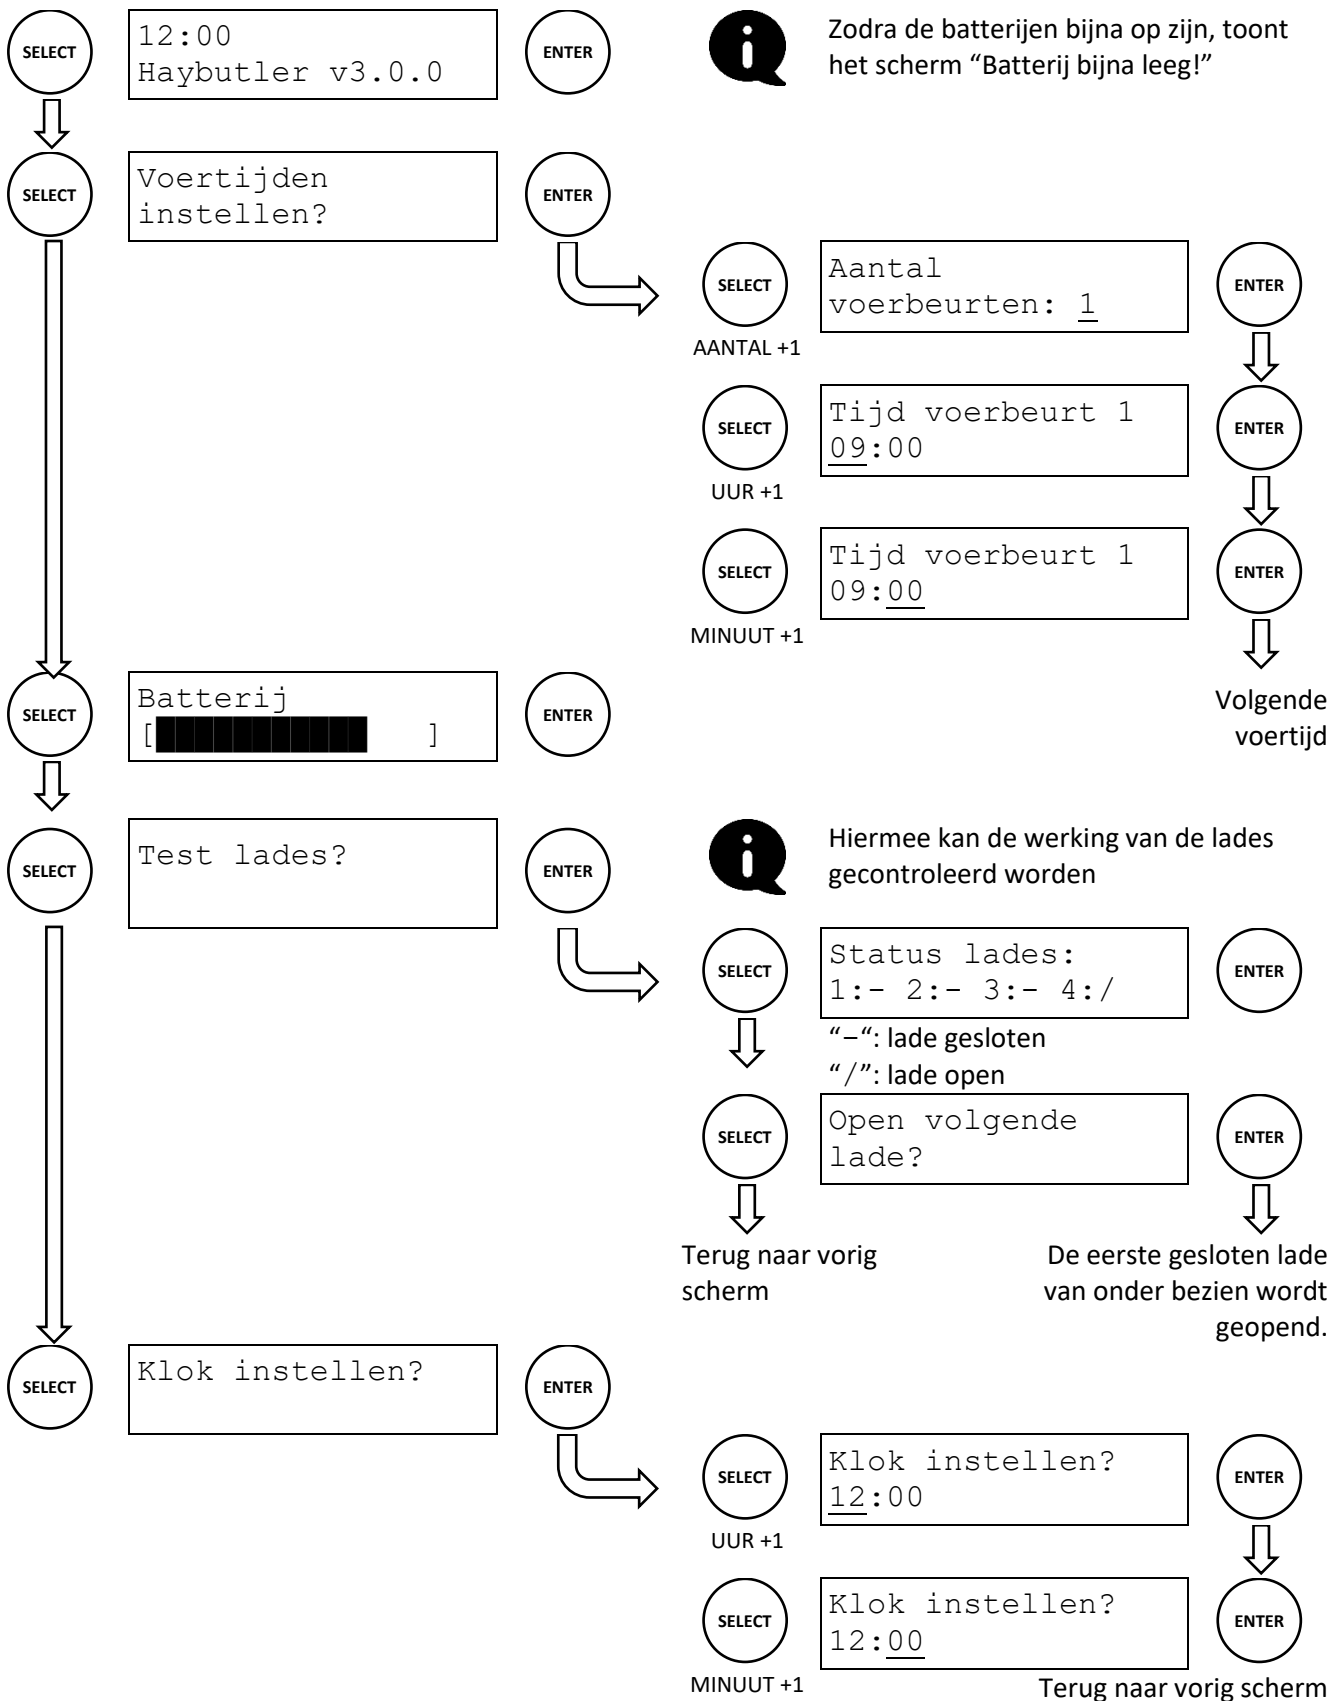 SELECT
12:00
Haybutler v3.0.0
ENTER
Zodra de batterijen bijna op zijn, toont
het scherm “Batterij bijna leeg!”
SELECT
Voertijden
instellen?
ENTER
SELECT
AANTAL +1
Aantal
voerbeurten: 1
ENTER
SELECT
UUR +1
Tijd voerbeurt 1
09:00
ENTER
SELECT
MINUUT +1
Tijd voerbeurt 1
09:00
ENTER
Volgende
voertijd
SELECT
Batterij
[███████████   ]
ENTER
SELECT
Test lades?
ENTER
Hiermee kan de werking van de lades
gecontroleerd worden
SELECT
Status lades:
1:- 2:- 3:- 4:/
ENTER
“–“: lade gesloten
“/”: lade open
SELECT
Open volgende
lade?
ENTER
Terug naar vorig
scherm
De eerste gesloten lade
van onder bezien wordt
geopend.
SELECT
Klok instellen?
ENTER
SELECT
UUR +1
Klok instellen?
12:00
ENTER
SELECT
MINUUT +1
Klok instellen?
12:00
ENTER
Terug naar vorig scherm